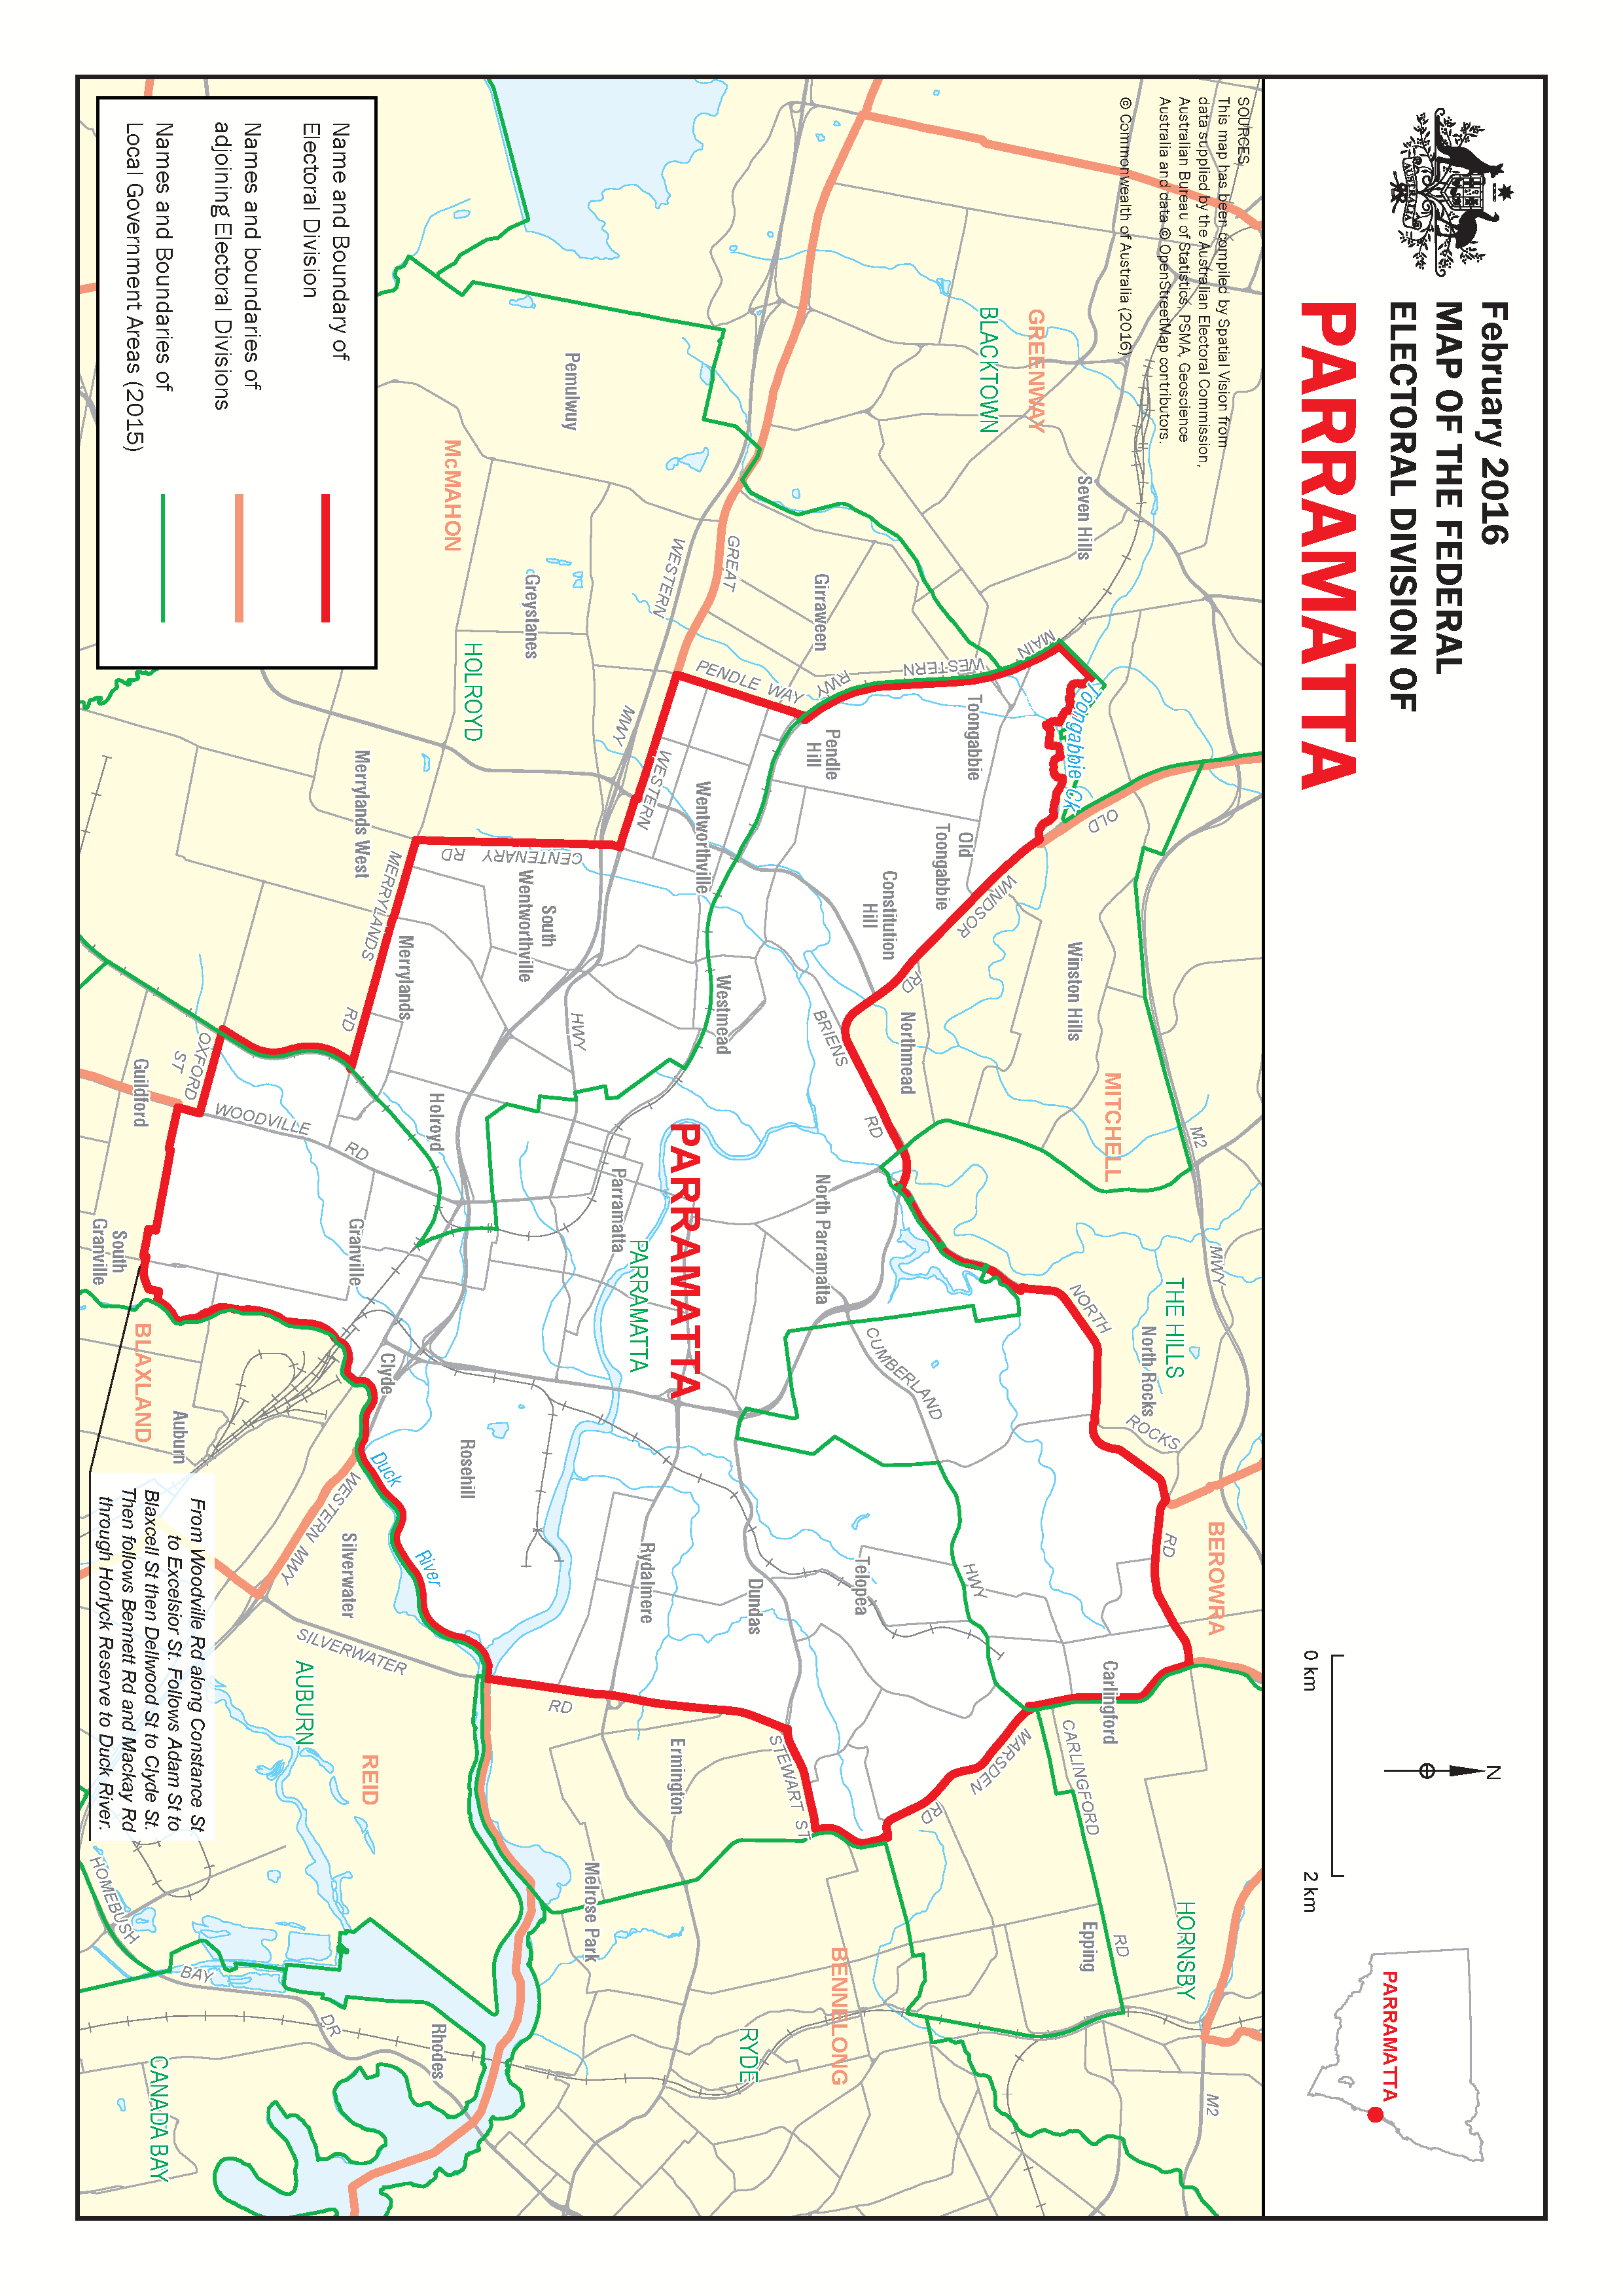 February 2016
MAP OF THE FEDERAL
ELECTORAL DIVISION OF
PARRAMATTA
AUSTRALIA
N
0 km
2 km
PARRAMATTA
SOURCES
This map has been compiled by Spatial Vision from
data supplied by the Australian Electoral Commission,
Australian Bureau of Statistics, PSMA, Geoscience
Australia and data © OpenStreetMap contributors.
© Commonwealth of Australia (2016)
GREENWAY
BLACKTOWN
Seven Hills
Girraween
Pemulwuy
McMAHON
Greystanes
HOLROYD
GREAT
WESTERN
MWY
WESTERN
PENDLE WAY
MAIN
WESTERN
RWY
Toongabbie Ck
OLD
WINDSOR
RD
Toongabbie
Pendle
Hill
Old
Toongabbie
Constitution
Hill
Wentworthville
Winston Hills
Northmead
MITCHELL
M2
MWY
THE HILLS
North Rocks
NORTH
ROCKS
RD
BEROWRA
BRIENS
RD
Westmead
HWY
South
Wentworthville
CENTENARY RD
Merrylands West
MERRYLANDS
RD
Merrylands
OXFORD
ST
Guildford
WOODVILLE
RD
Holroyd
Granville
South
Granville
PARRAMATTA
Parramatta
PARRAMATTA
North Parramatta
CUMBERLAND
HWY
Clyde
Rosehill
Duck
River
BLAXLAND
Auburn
WESTERN MWY
Silverwater
SILVERWATER
RD
Rydalmere
Dundas
Telopea
Carlingford
CARLINGFORD
RD
MARSDEN
RD
STEWART ST
Ermington
AUBURN
REID
Melrose Park
BENNELONG
Epping
HORNSBY
M2
RYDE
Rhodes
HOMEBUSH
BAY
DR
CANADA BAY
From Woodville Rd along Constance St
to Excelsior St. Follows Adam St to
Blaxcell St then Dellwood St to Clyde St.
Then follows Bennett Rd and Mackay Rd
through Horlyck Reserve to Duck River.
Name and Boundary of
Electoral Division
Names and boundaries of
adjoining Electoral Divisions
Names and Boundaries of
Local Government Areas (2015)